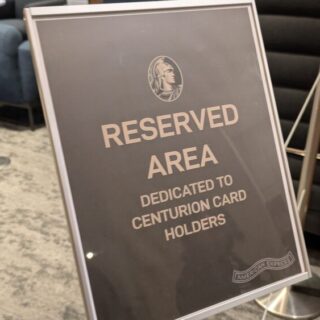 RESERVED
AREA
DEDICATED TO
CENTURION CARD
HOLDERS
AMERICAN EXPRESS